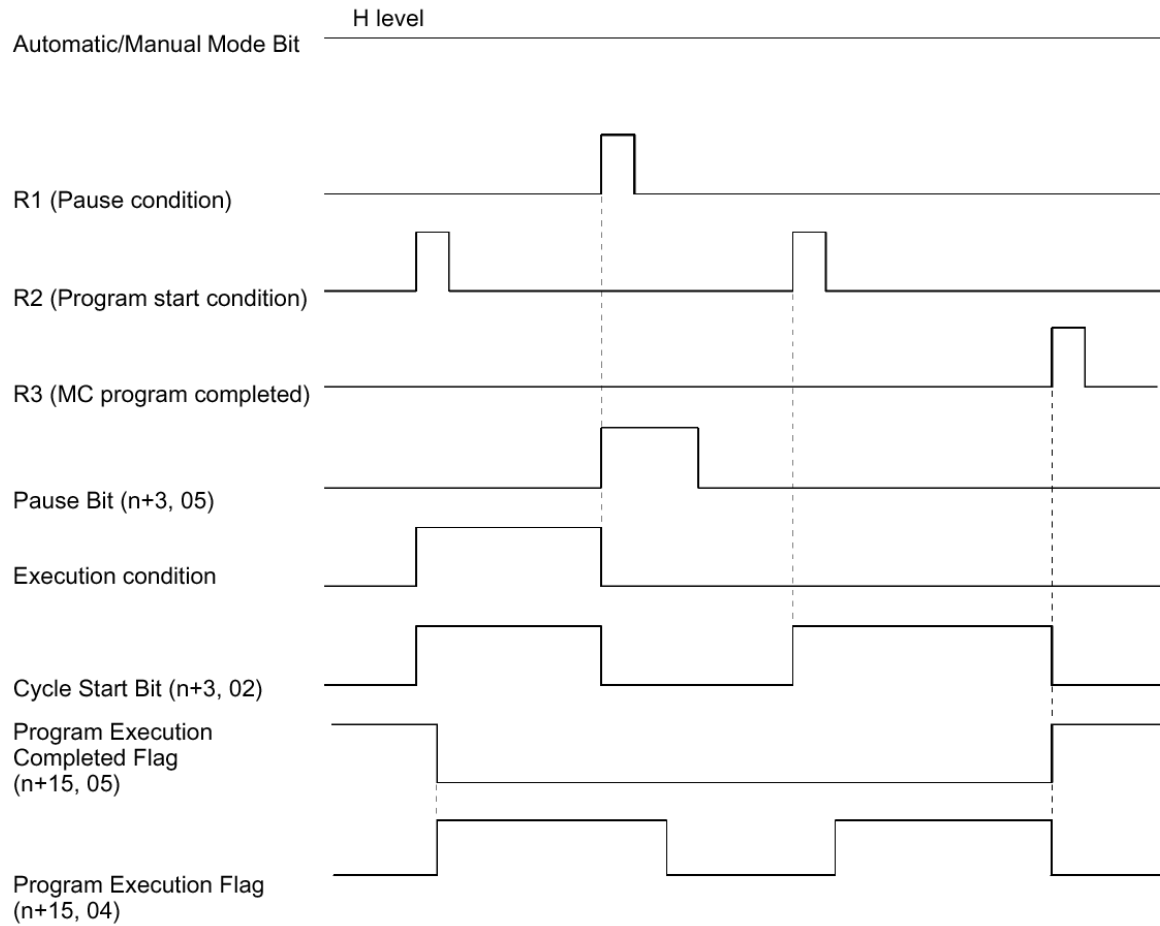 H level
Automatic/Manual Mode Bit
R1 (Pause condition)
R2 (Program start condition)
R3 (MC program completed)
Pause Bit (n+3, 05)
Execution condition
Cycle Start Bit (n+3, 02)
Program Execution
Completed Flag
(n+15, 05)
Program Execution Flag
(n+15, 04)